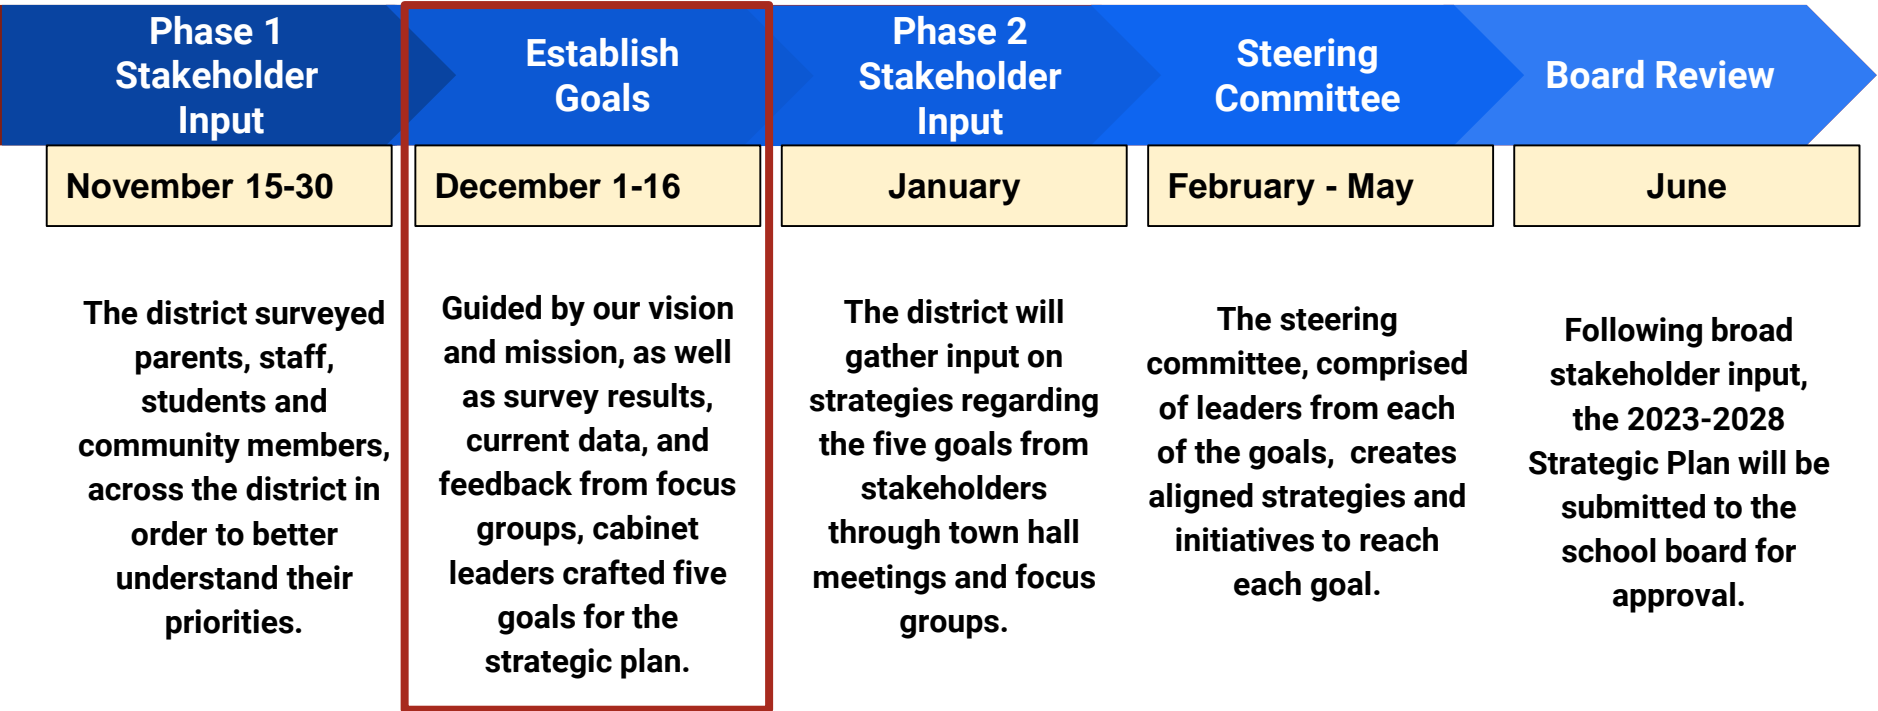 Phase 1
Stakeholder
Input
Establish
Goals
Phase 2
Stakeholder
Input
Steering
Committee
Board Review
November 15-30
December 1-16
January
February - May
June
The district surveyed
parents, staff,
students and
community members,
across the district in
order to better
understand their
priorities.
Guided by our vision
and mission, as well
as survey results,
current data, and
feedback from focus
groups, cabinet
leaders crafted five
goals for the
strategic plan.
The district will
gather input on
strategies regarding
the five goals from
stakeholders
through town hall
meetings and focus
groups.
The steering
committee, comprised
of leaders from each
of the goals,  creates
aligned strategies and
initiatives to reach
each goal.
Following broad
stakeholder input,
the 2023-2028
Strategic Plan will be
submitted to the
school board for
approval.